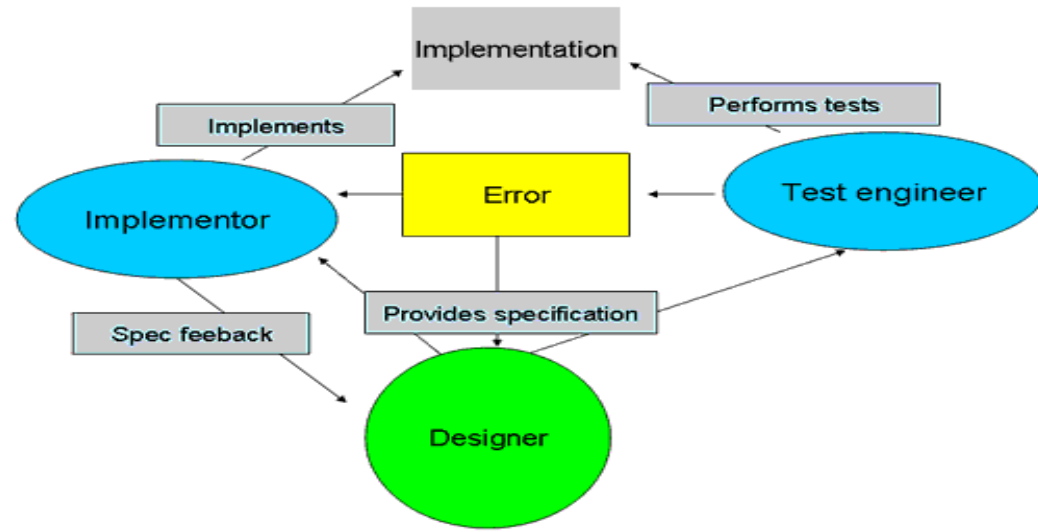 Implementation
Performs tests
Implements
Error
Test engineer
Implementor
Provides specification
Spec feeback
Designer